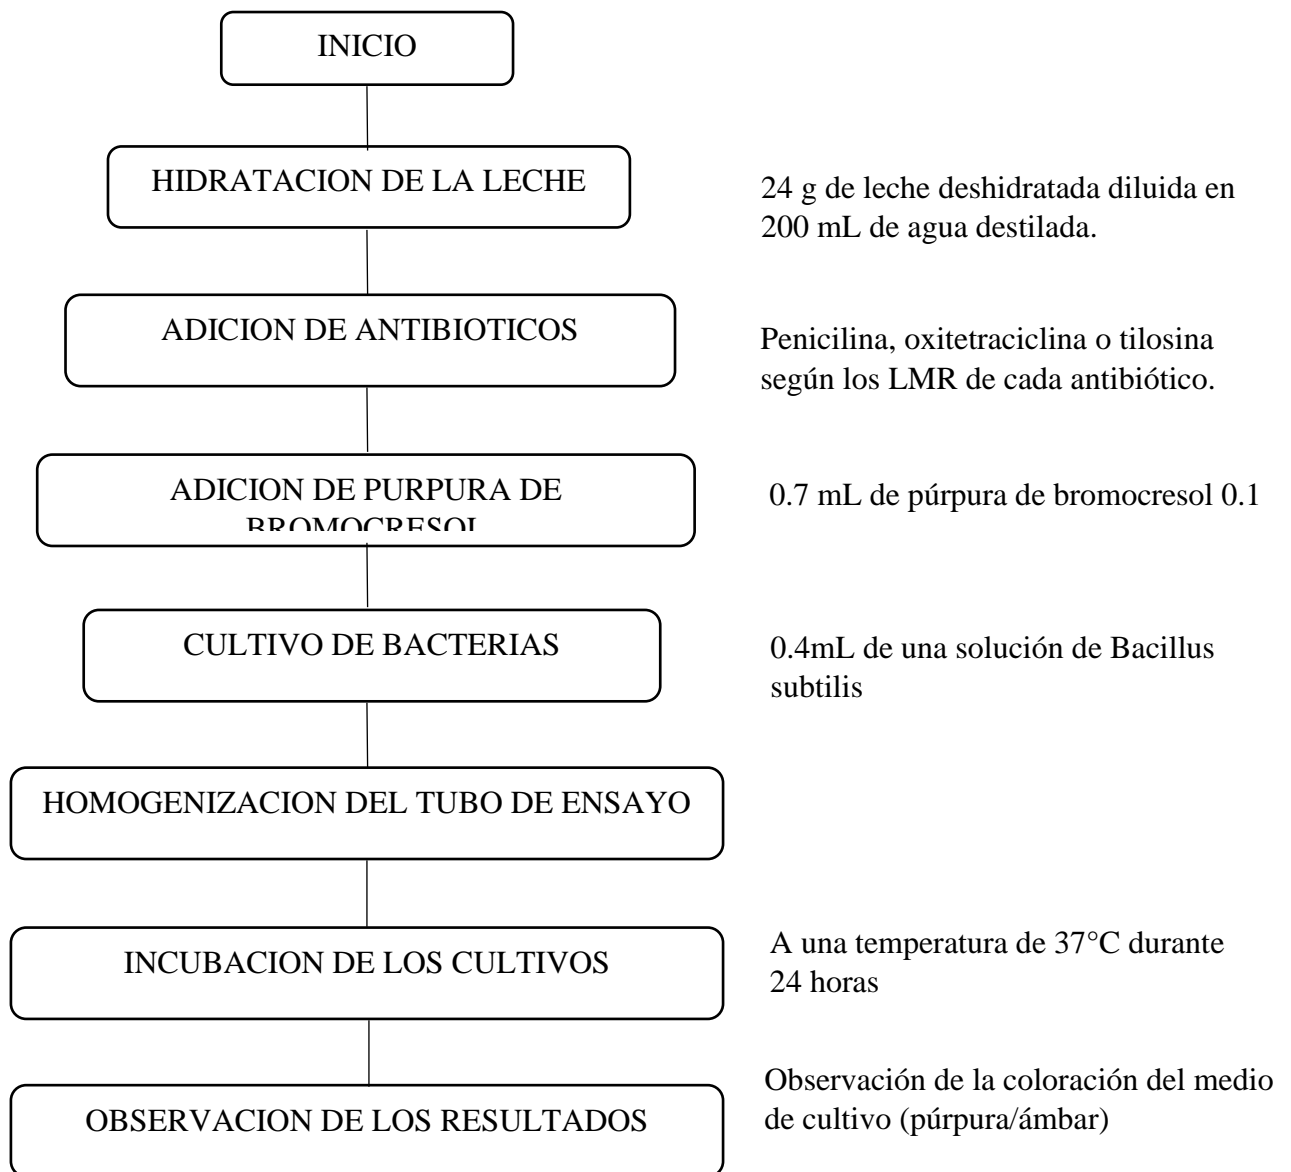 INICIO
HIDRATACION DE LA LECHE
24 g de leche deshidratada diluida en
200 mL de agua destilada.
ADICION DE ANTIBIOTICOS
Penicilina, oxitetraciclina o tilosina
según los LMR de cada antibiótico.
ADICION DE PURPURA DE
BROMOCRESOL
0.7 mL de púrpura de bromocresol 0.1
CULTIVO DE BACTERIAS
0.4mL de una solución de Bacillus
subtilis
HOMOGENIZACION DEL TUBO DE ENSAYO
INCUBACION DE LOS CULTIVOS
A una temperatura de 37°C durante
24 horas
OBSERVACION DE LOS RESULTADOS
Observación de la coloración del medio
de cultivo (púrpura/ámbar)